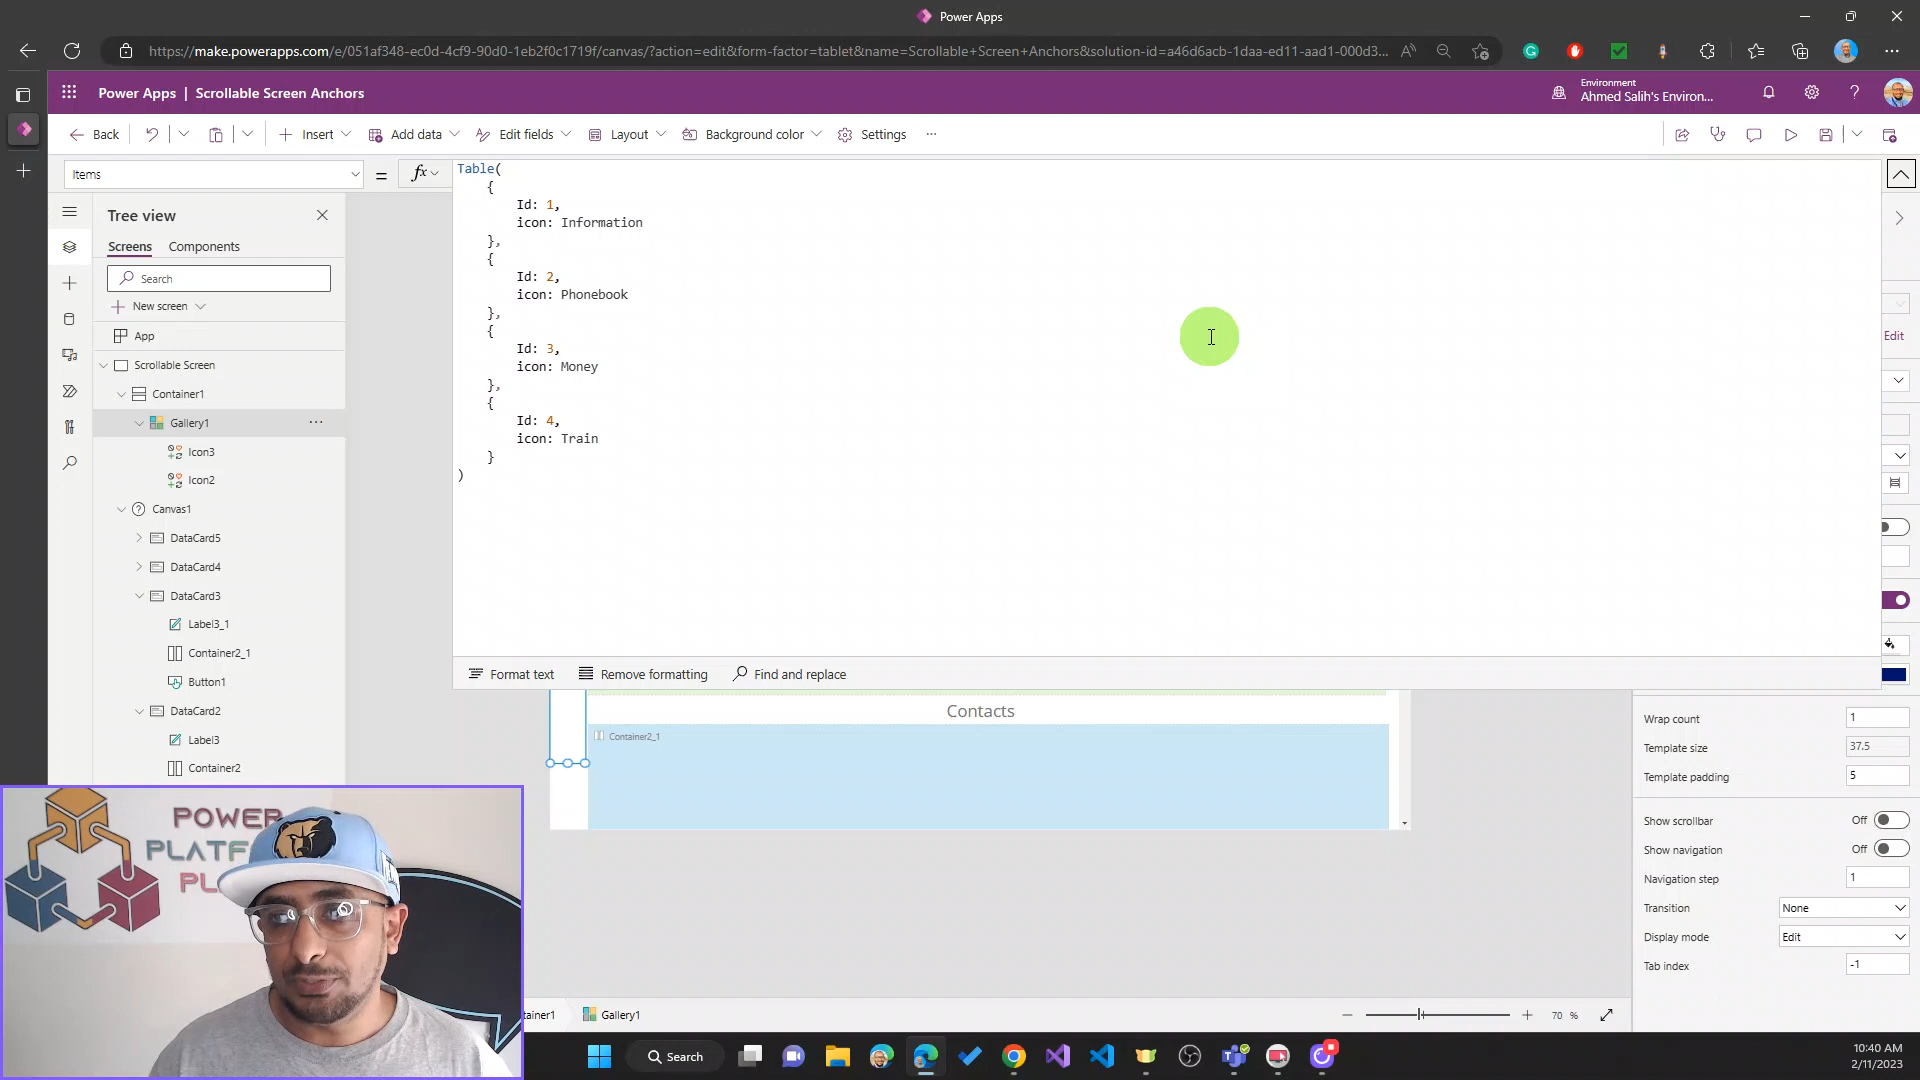 Power Apps
https://make.powerapps.com/e/051af348-ec0d-4cf9-90d0-1eb2f0c1719f/canvas/?action=edit&form-factor=tablet&name=Scrollable+Screen+Anchors&solution-id=a46d6acb-1daa-ed11-aad1-000d3...
Power Apps | Scrollable Screen Anchors
Environment
Ahmed Salih's Environ...
Back
Insert
Add data
Edit fields
Layout
Background color
Settings
Items
=
fx
Table(
{
Id: 1,
icon: Information
},
{
Id: 2,
icon: Phonebook
},
{
Id: 3,
icon: Money
},
{
Id: 4,
icon: Train
}
)
Format text
Remove formatting
Find and replace
Tree view
Screens
Components
Search
New screen
App
Scrollable Screen
Container1
Gallery1
Icon3
Icon2
Canvas1
DataCard5
DataCard4
DataCard3
Label3_1
Container2_1
Button1
DataCard2
Label3
Container2
Contacts
Container2_1
Edit
Wrap count
1
Template size
37.5
Template padding
5
Show scrollbar
Off
Show navigation
Off
Navigation step
1
Transition
None
Display mode
Edit
Tab index
-1
POWER
PLATF
PL
tainer1
Gallery1
70 %
Search
10:40 AM
2/11/2023